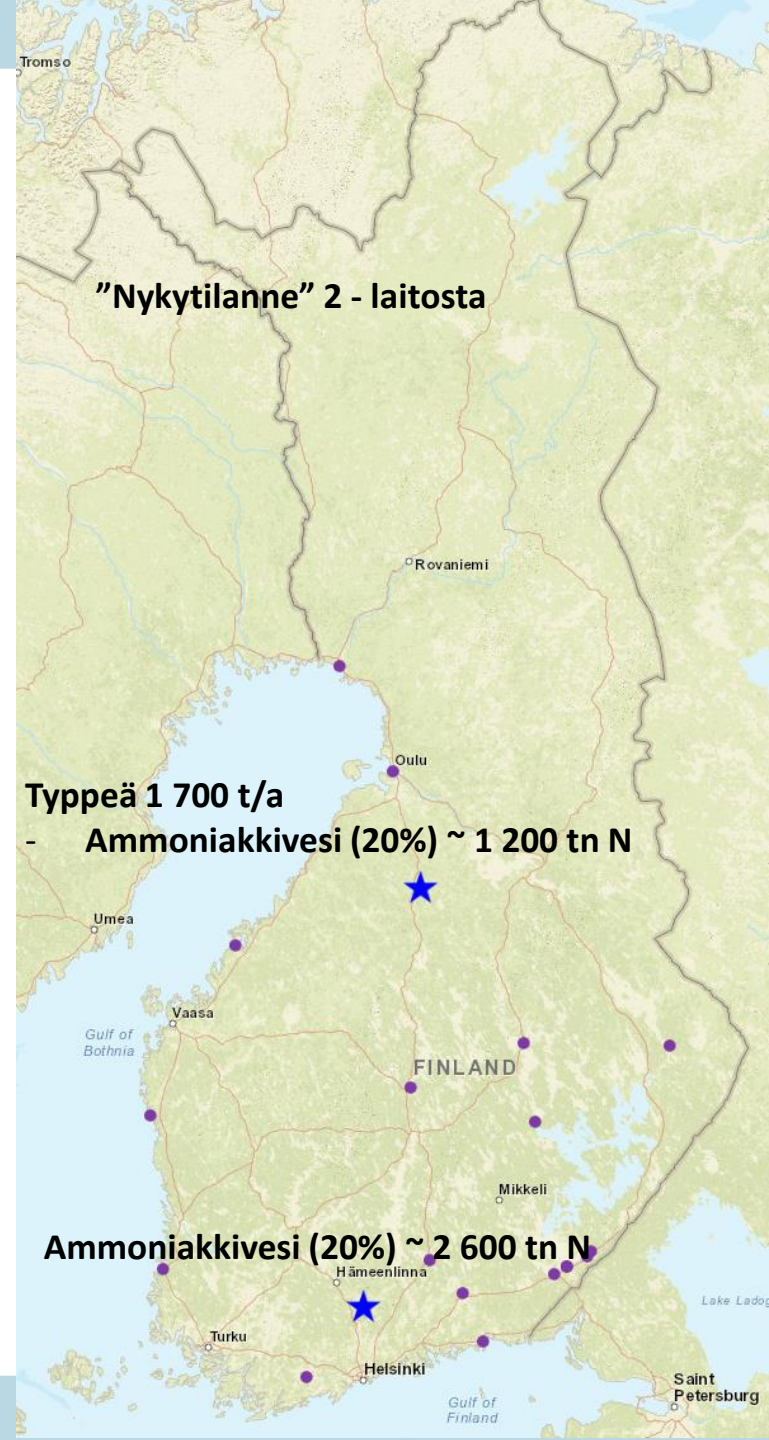 Tromso
”Nykytilanne” 2 - laitosta
Rovaniemi
Oulu
Typpeä 1 700 t/a
- Ammoniakkivesi (20%) ~ 1 200 tn N
Umea
Vaasa
Gulf of
Bothnia
FINLAND
Mikkeli
Ammoniakkivesi (20%) ~ 2 600 tn N
Hämeenlinna
Lake Ladog
Turku
Helsinki
Saint
Petersburg
Gulf of
Finland